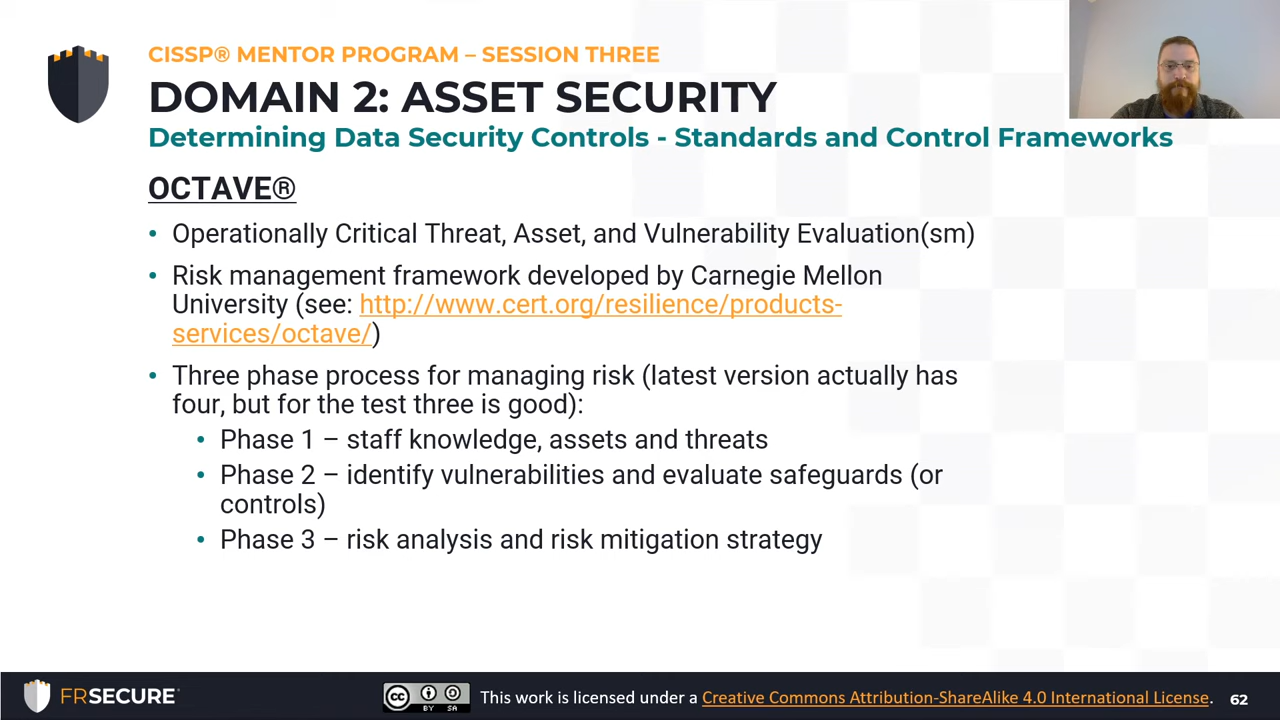 CISSP® MENTOR PROGRAM – SESSION THREE
DOMAIN 2: ASSET SECURITY
Determining Data Security Controls - Standards and Control Frameworks
OCTAVE®
• Operationally Critical Threat, Asset, and Vulnerability Evaluation(sm)
• Risk management framework developed by Carnegie Mellon
University (see: http://www.cert.org/resilience/products-
services/octave/)
• Three phase process for managing risk (latest version actually has
four, but for the test three is good):
• Phase 1 – staff knowledge, assets and threats
• Phase 2 – identify vulnerabilities and evaluate safeguards (or
controls)
• Phase 3 – risk analysis and risk mitigation strategy
FRSECURE
cc BY SA
This work is licensed under a Creative Commons Attribution-ShareAlike 4.0 International License.
62